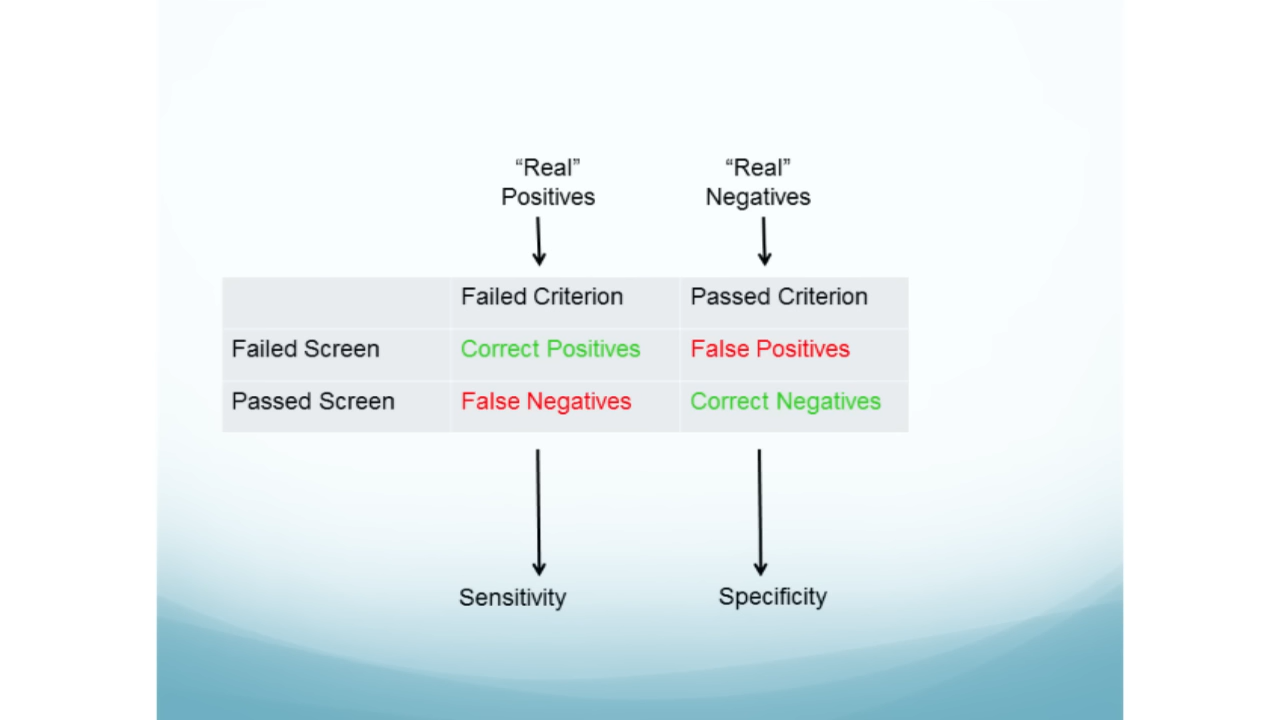 “Real”
Positives
“Real”
Negatives
Failed Criterion
Passed Criterion
Failed Screen
Correct Positives
False Positives
Passed Screen
False Negatives
Correct Negatives
Sensitivity
Specificity